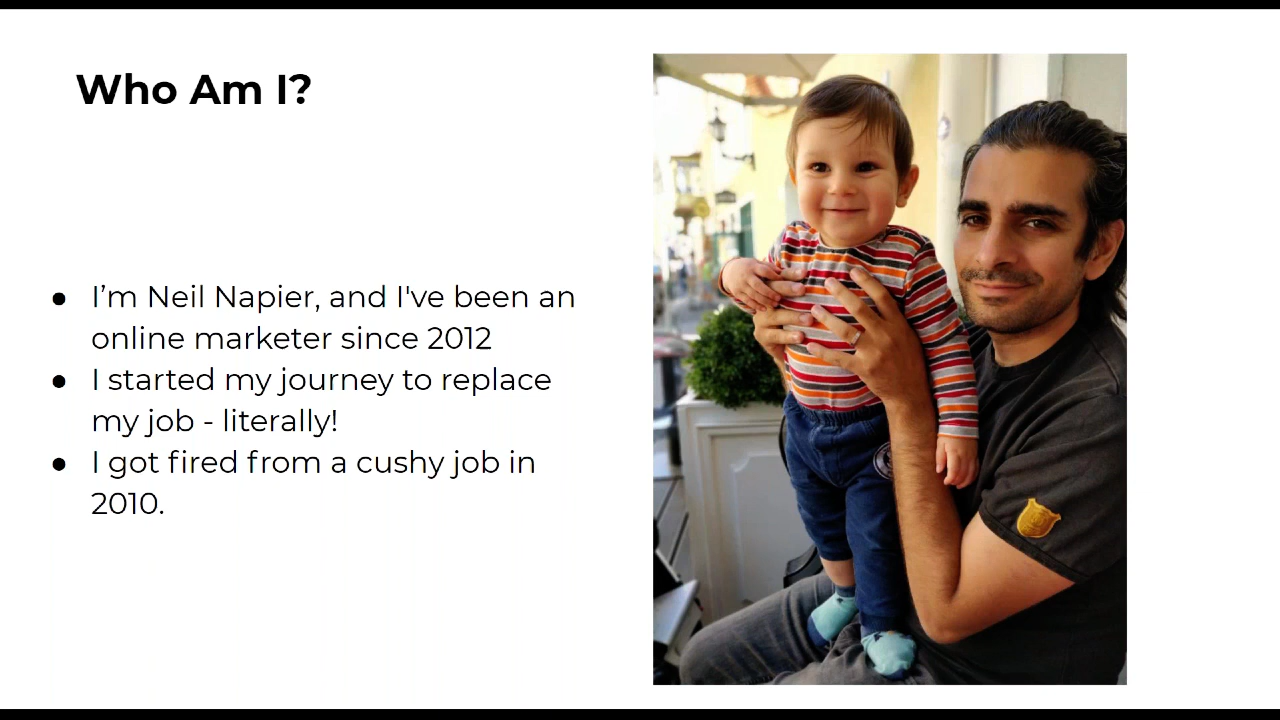 Who Am I?
● I’m Neil Napier, and I've been an
online marketer since 2012
● I started my journey to replace
my job - literally!
● I got fired from a cushy job in
2010.